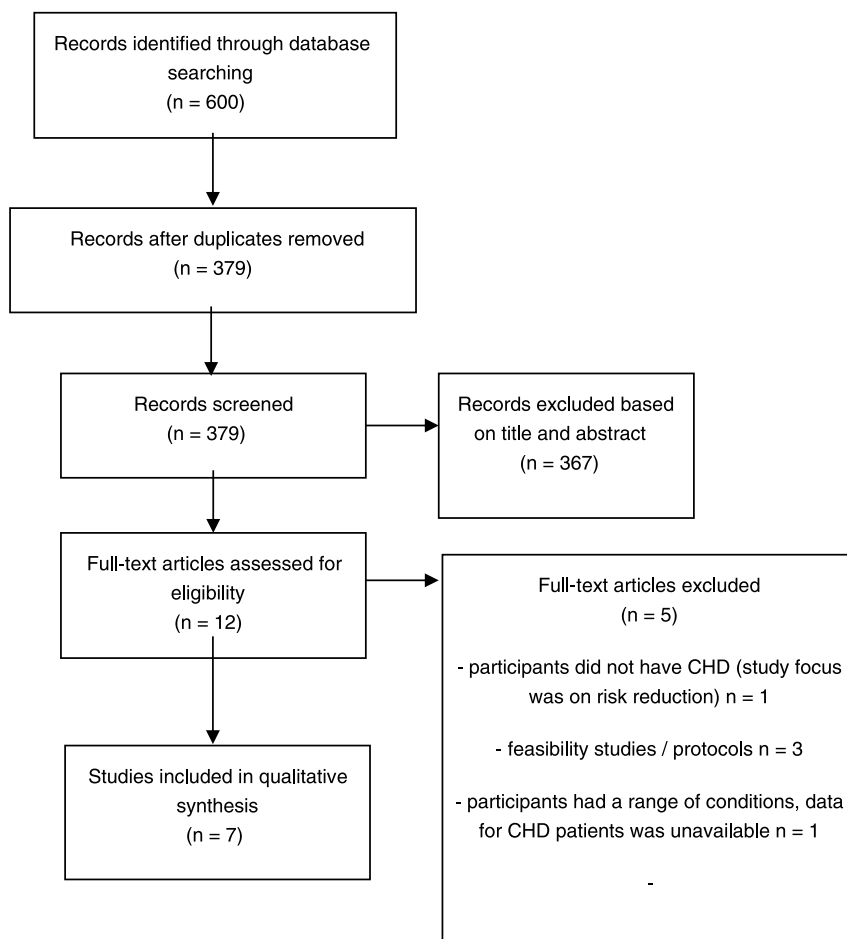 Records identified through database
searching
(n = 600)
Records after duplicates removed
(n = 379)
Records screened
(n = 379)
Records excluded based
on title and abstract
(n = 367)
Full-text articles assessed for
eligibility
(n = 12)
Full-text articles excluded
(n = 5)
- participants did not have CHD (study focus
was on risk reduction) n = 1
- feasibility studies / protocols n = 3
- participants had a range of conditions, data
for CHD patients was unavailable n = 1
-
Studies included in qualitative
synthesis
(n = 7)